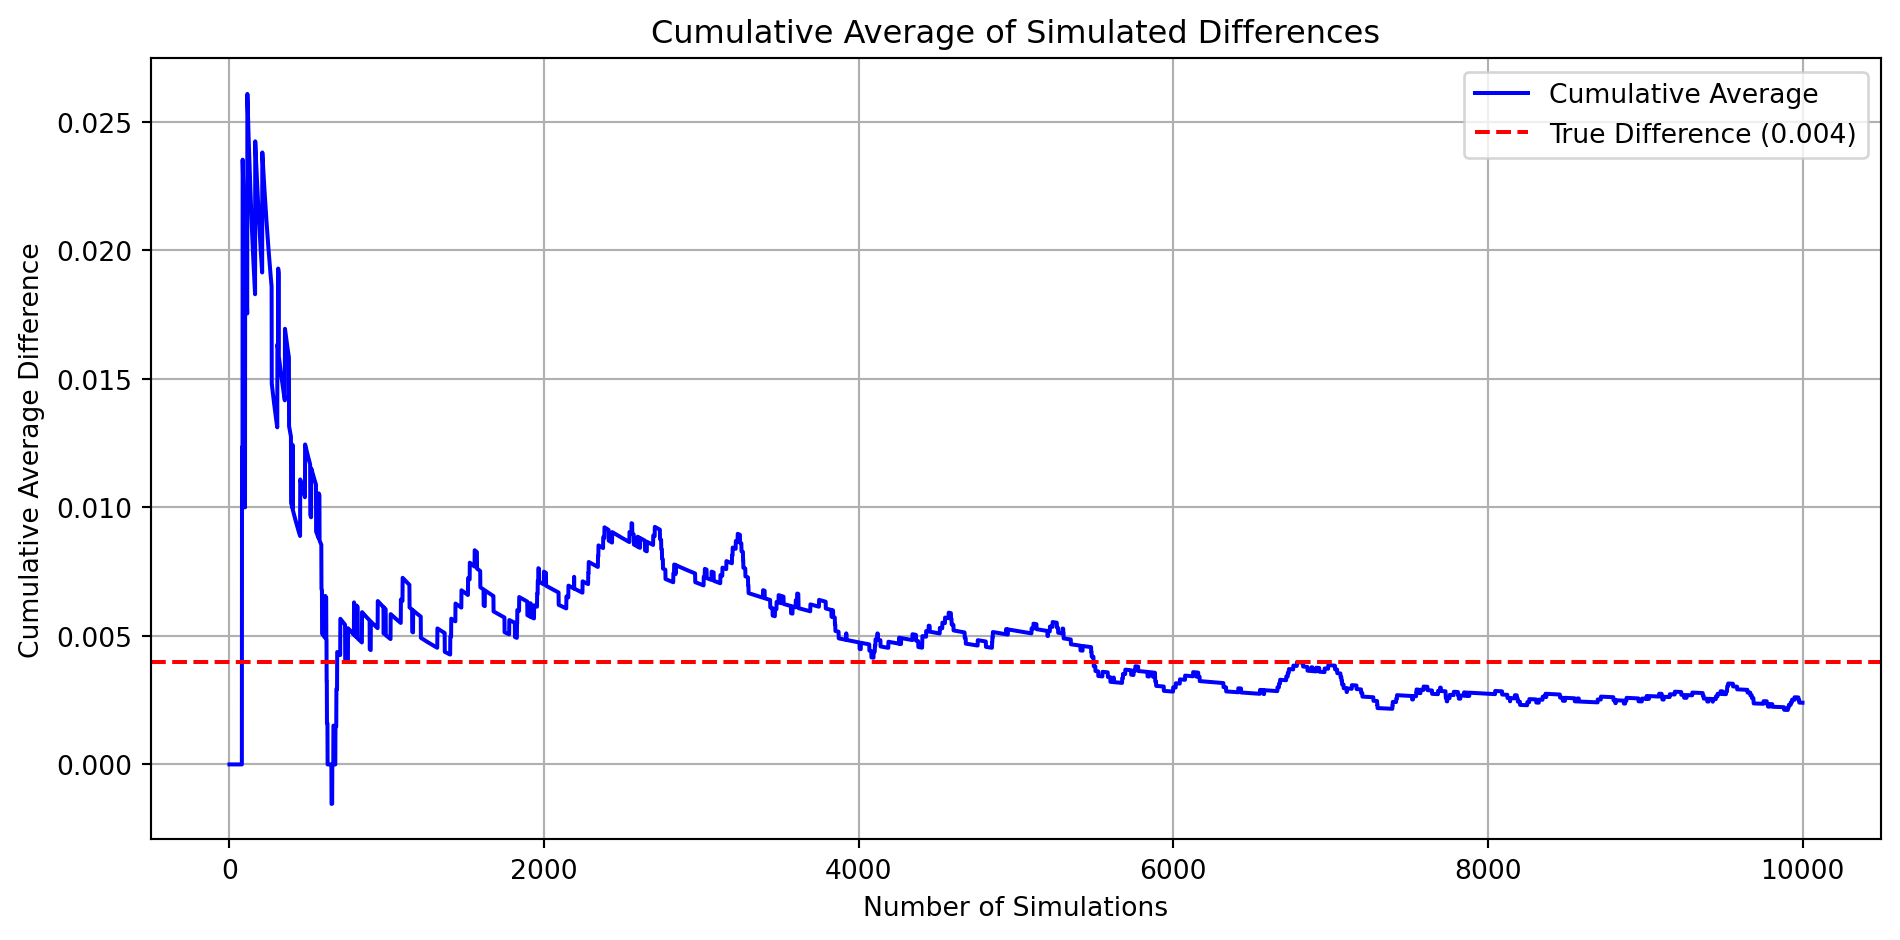 Cumulative Average of Simulated Differences
Cumulative Average
True Difference (0.004)
Cumulative Average Difference
0.025
0.020
0.015
0.010
0.005
0.000
0
2000
4000
6000
8000
10000
Number of Simulations